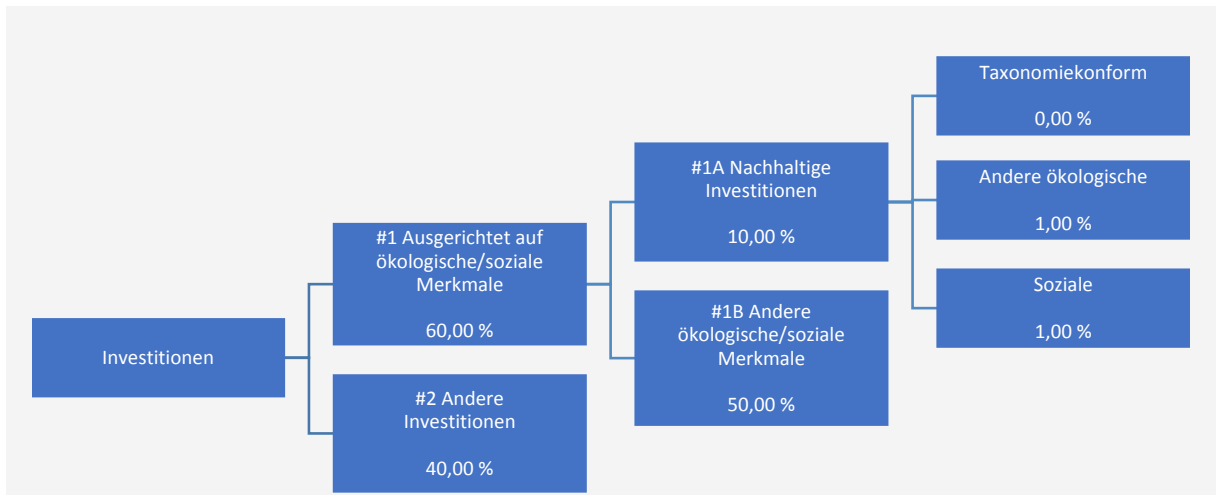 Investitionen
#1 Ausgerichtet auf
ökologische/soziale
Merkmale
60,00 %
#2 Andere
Investitionen
40,00 %
#1A Nachhaltige
Investitionen
10,00 %
#1B Andere
ökologische/soziale
Merkmale
50,00 %
Taxonomiekonform
0,00 %
Andere ökologische
1,00 %
Soziale
1,00 %